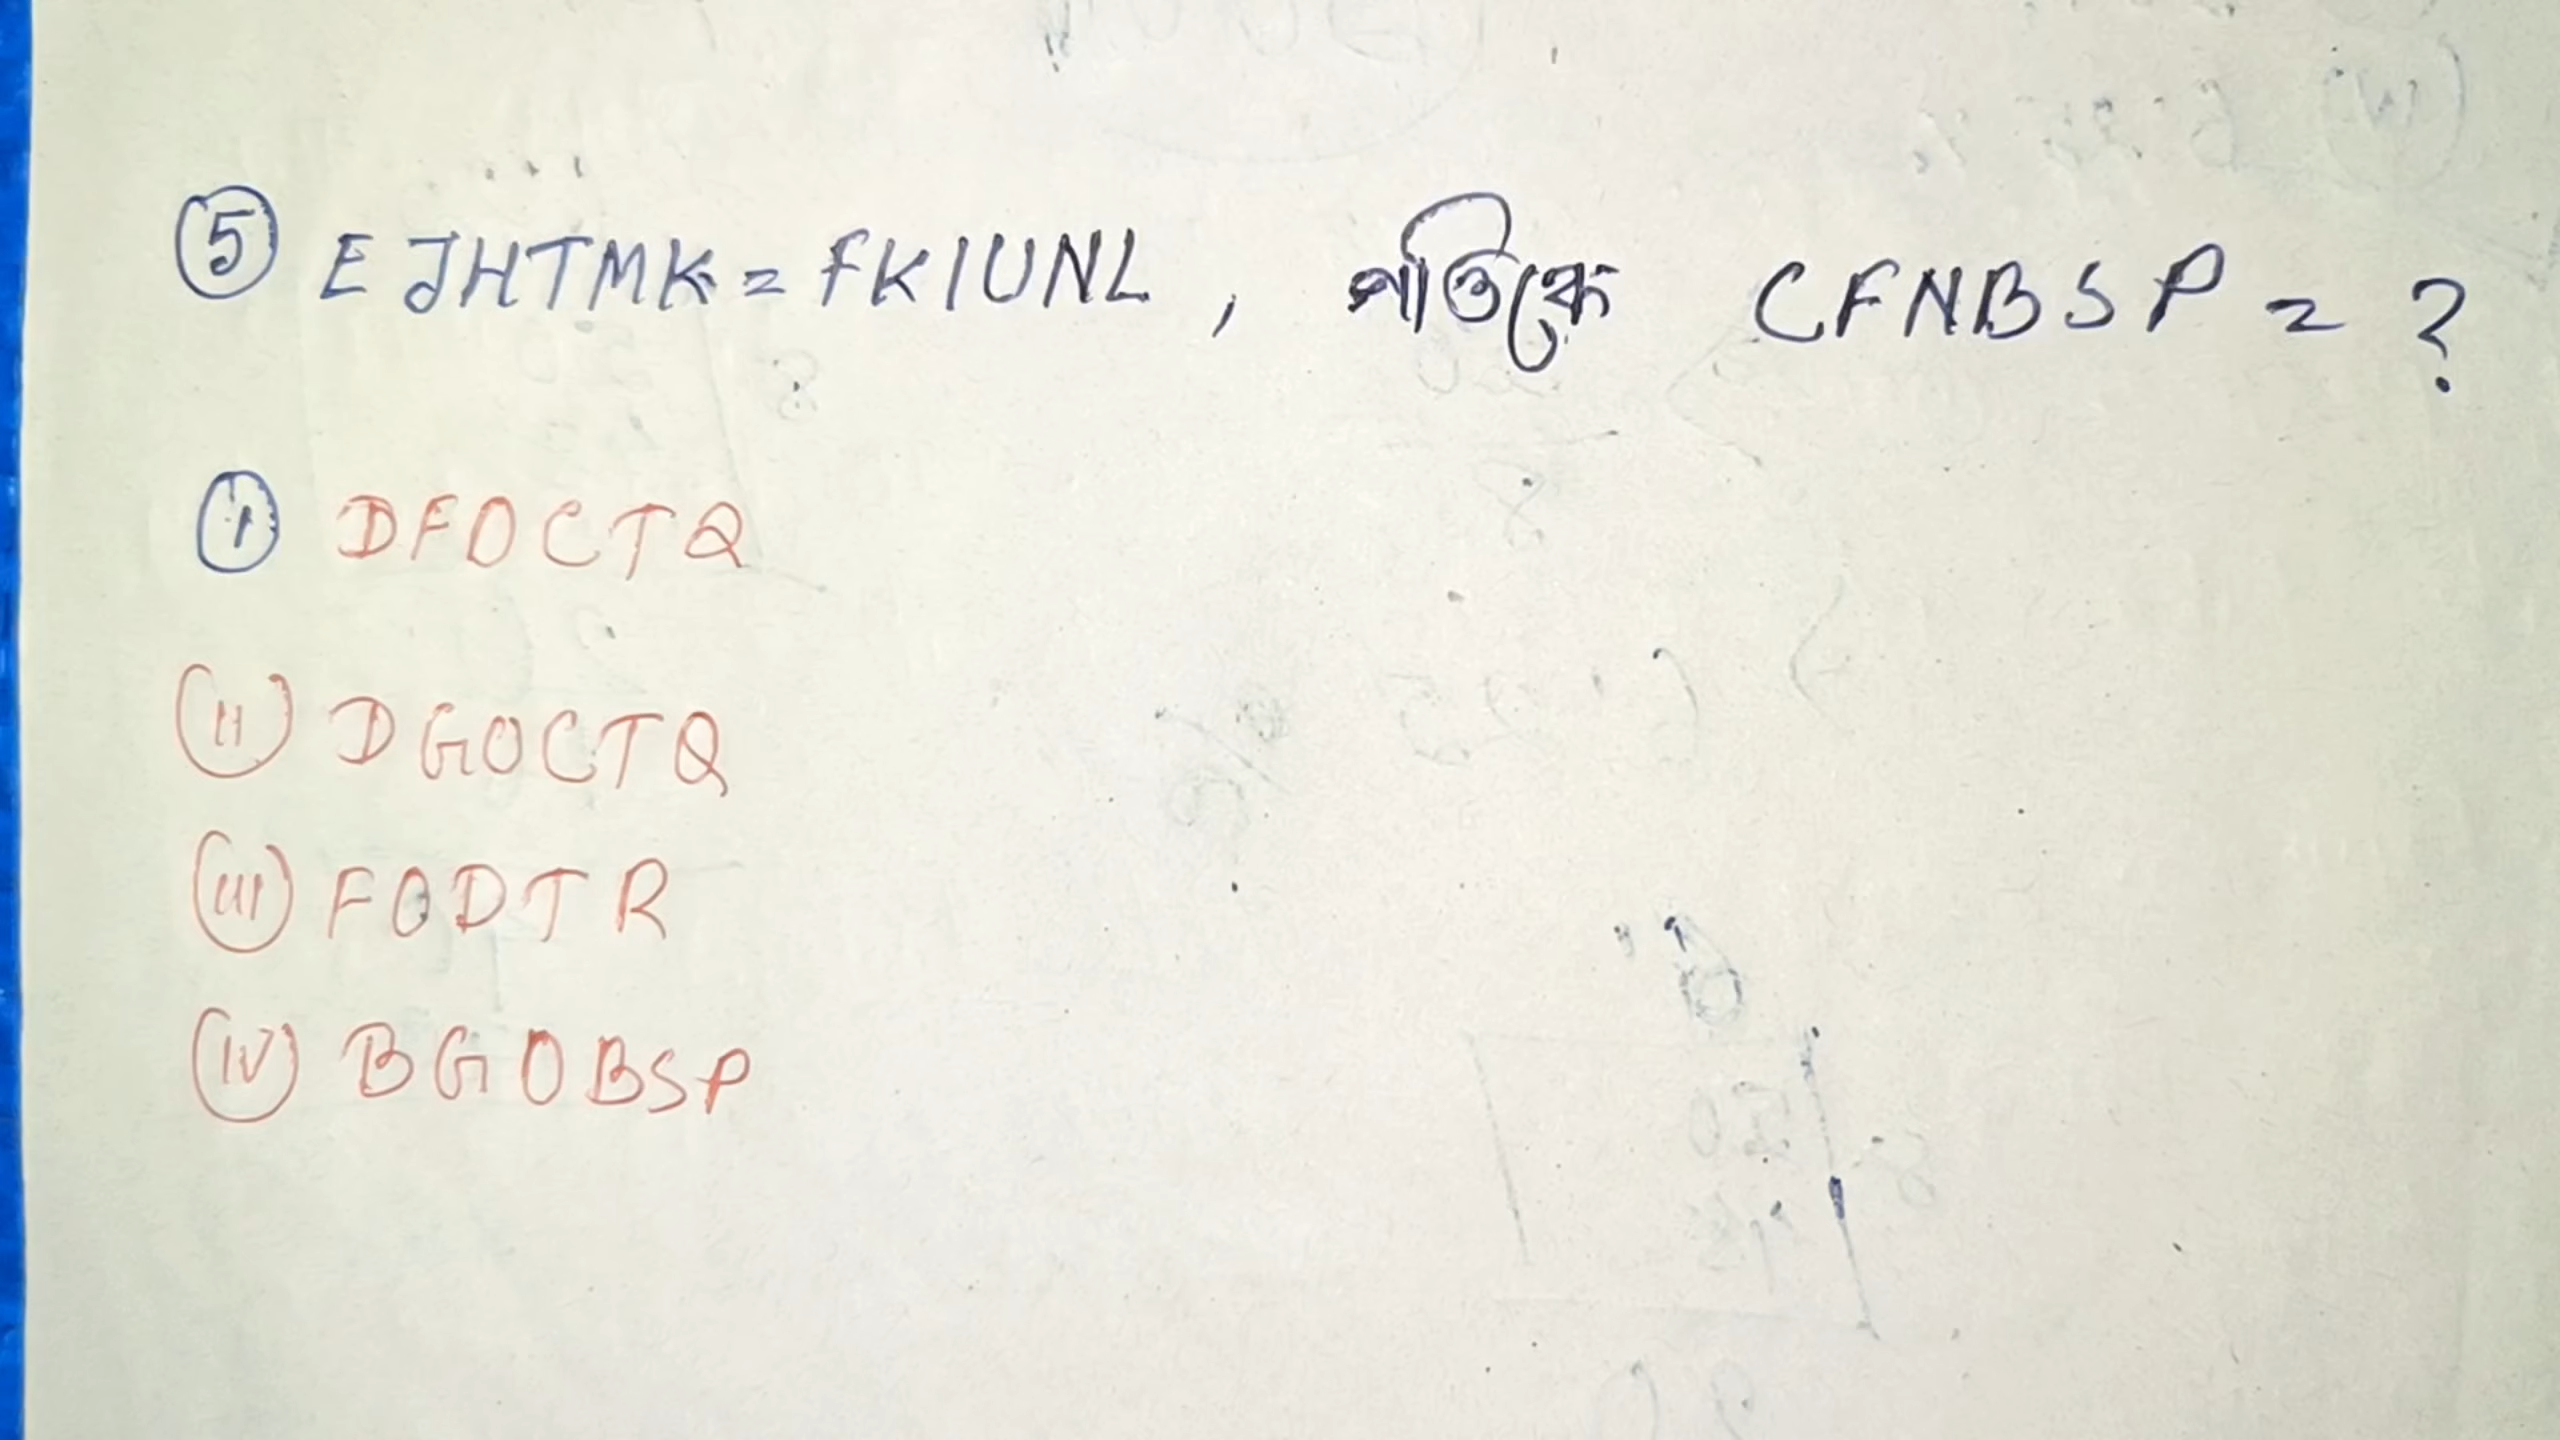 5 EJHTMK = FKIUNL, CFNBSP = ?
I DFOCTQ
(II) DGOCTQ
(III) FODTR
(IV) BGOBSP